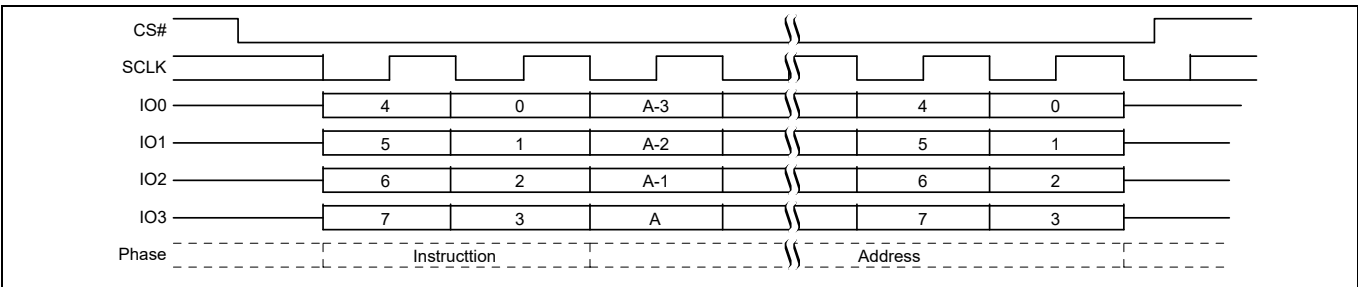 CS#
SCLK
IO0 4 0 A-3 4 0
IO1 5 1 A-2 5 1
IO2 6 2 A-1 6 2
IO3 7 3 A 7 3
Phase Instructtion Address